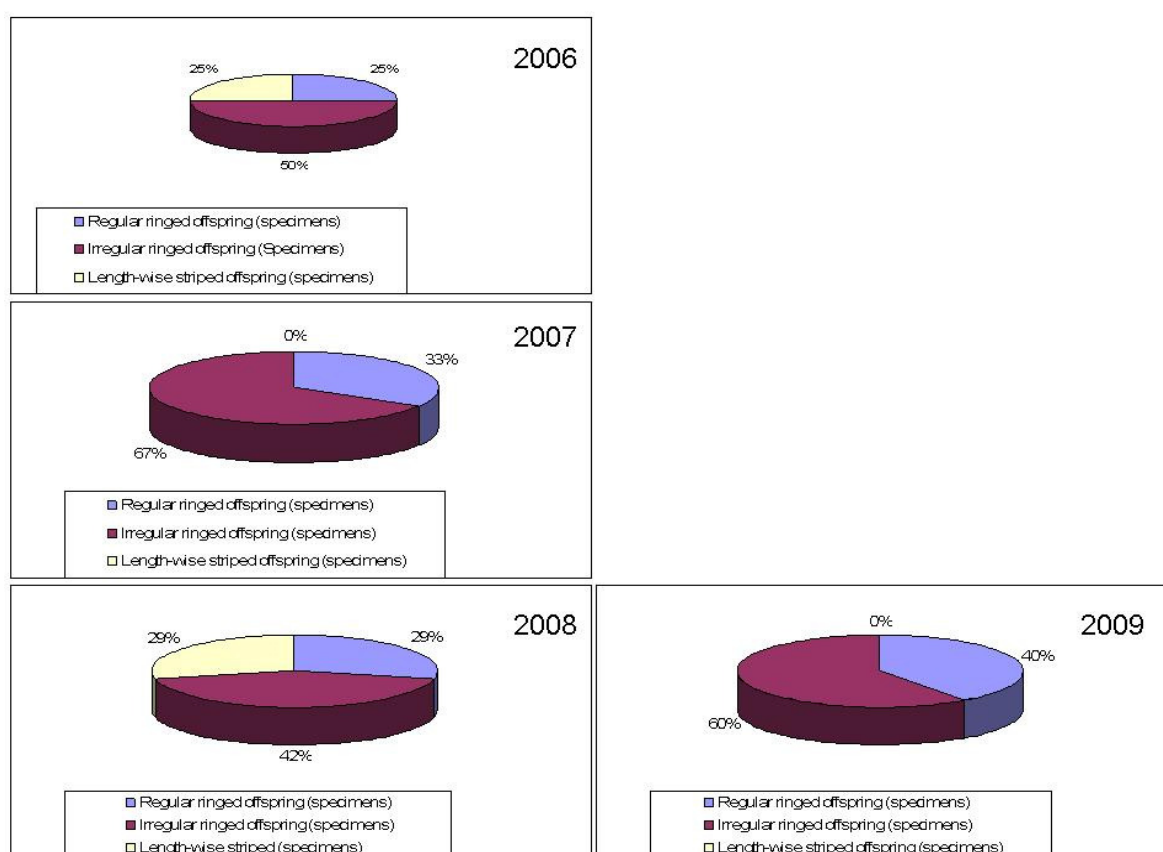 2006
25% 25%
50%
Regular ringed offspring (specimens)
Irregular ringed offspring (Specimens)
Length-wise striped offspring (specimens)
2007
0%
33%
67%
Regular ringed offspring (specimens)
Irregular ringed offspring (specimens)
Length-wise striped offspring (specimens)
2008
29% 29%
42%
Regular ringed offspring (specimens)
Irregular ringed offspring (specimens)
Length-wise striped (specimens)
2009
0%
40%
60%
Regular ringed offspring (specimens)
Irregular ringed offspring (specimens)
Length-wise striped offspring (specimens)